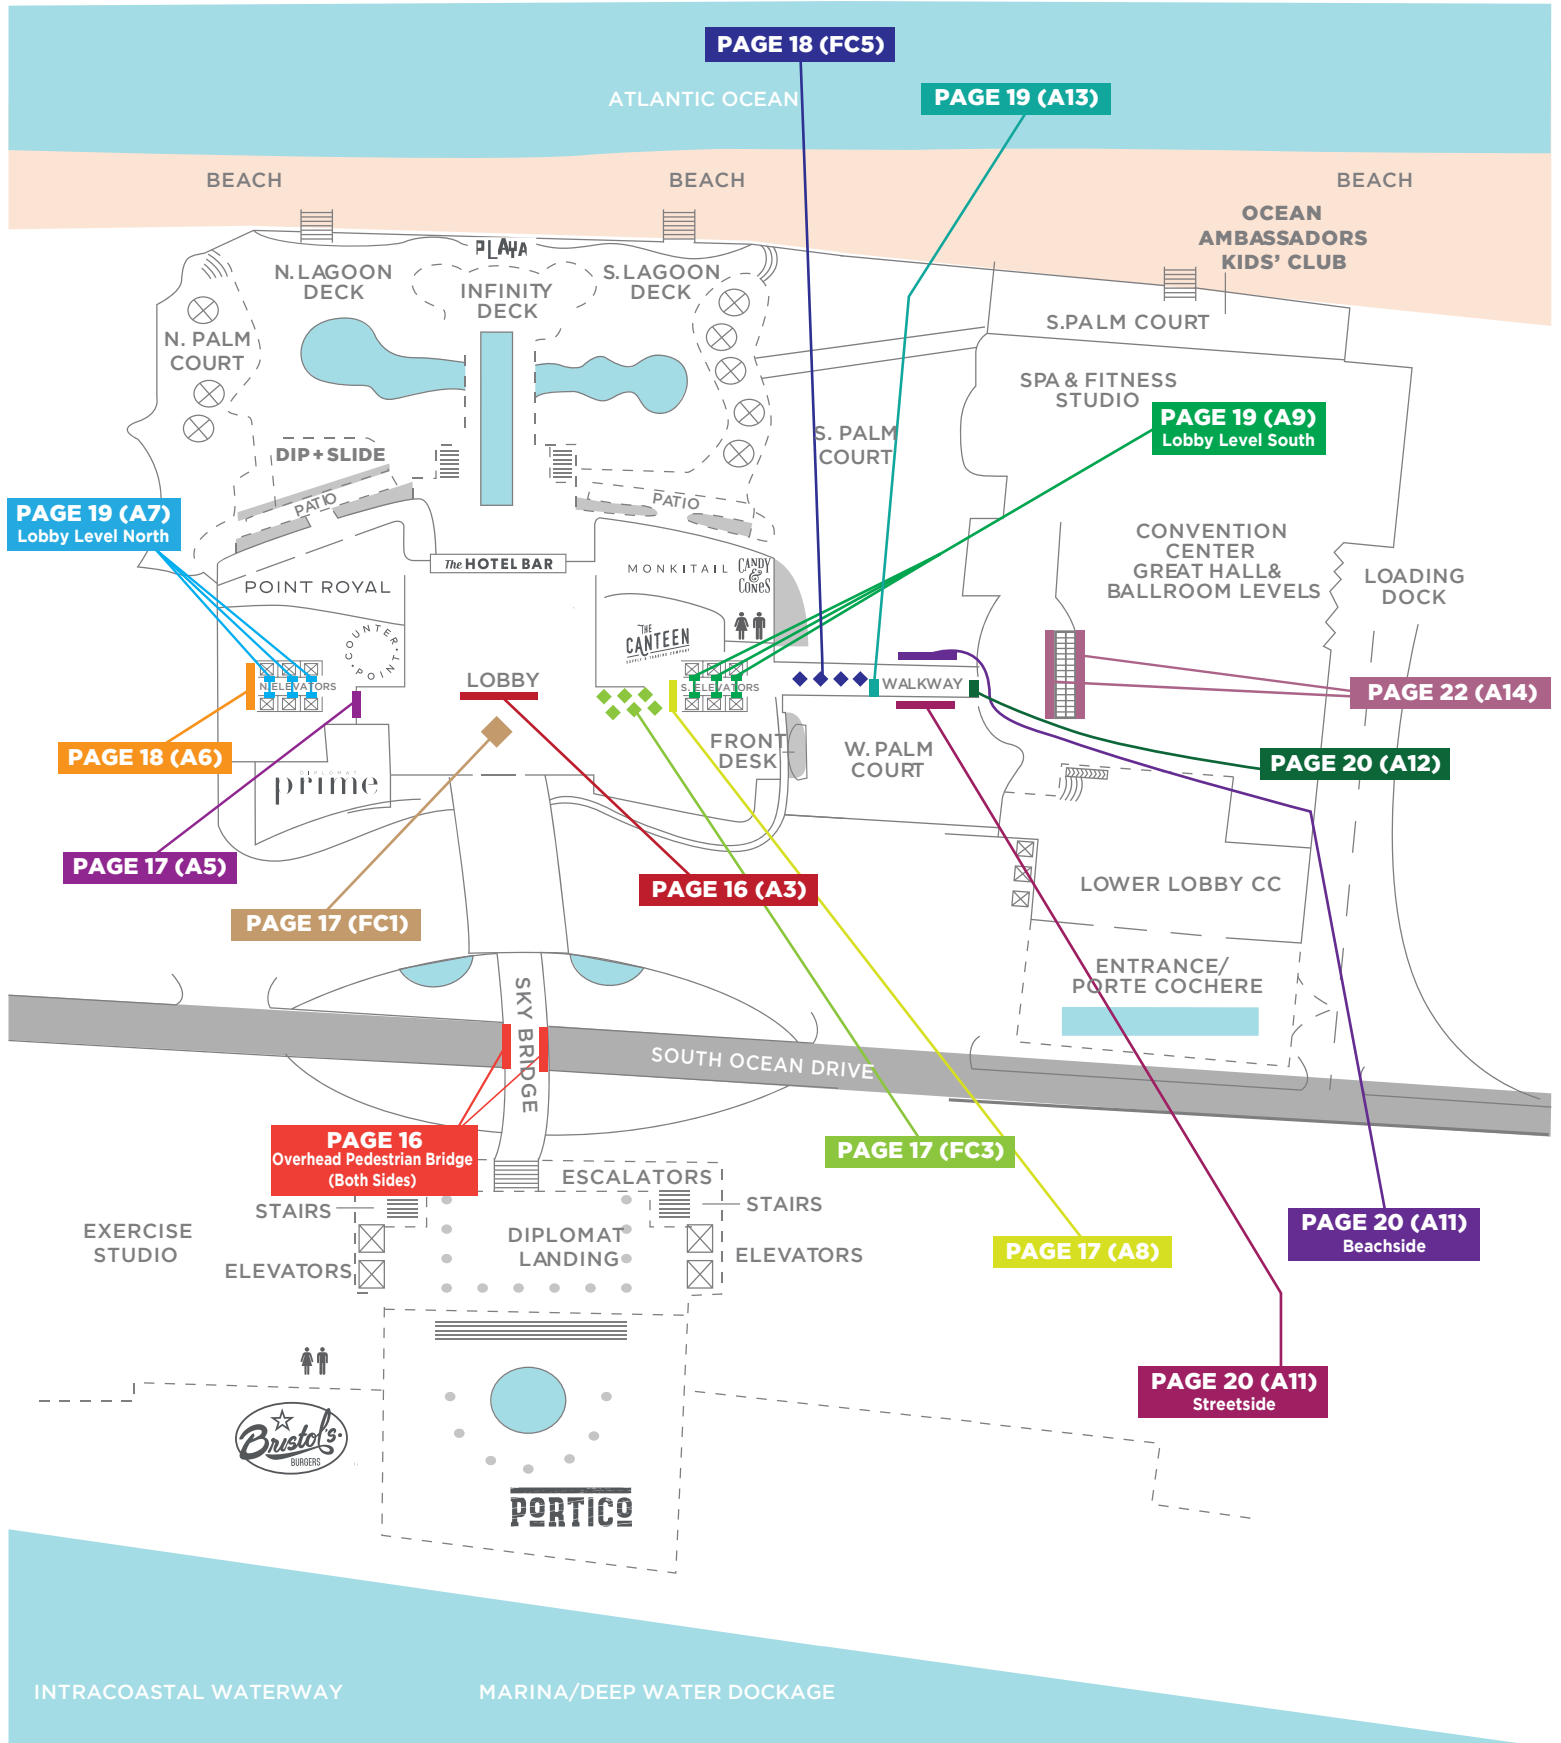 PAGE 18 (FC5)
ATLANTIC OCEAN
PAGE 19 (A13)
BEACH
BEACH
BEACH
OCEAN
AMBASSADORS
KIDS' CLUB
PLAYA
N. LAGOON
DECK
INFINITY
DECK
S. LAGOON
DECK
N. PALM
COURT
S.PALM COURT
SPA & FITNESS
STUDIO
PAGE 19 (A9)
Lobby Level South
S. PALM
COURT
DIP+SLIDE
PATIO
PATIO
PAGE 19 (A7)
Lobby Level North
CONVENTION
CENTER
GREAT HALL&
BALLROOM LEVELS
LOADING
DOCK
The HOTEL BAR
MONKITAIL
CANDY
&
CONES
POINT ROYAL
COUNTER
·POINT·
THE
CANTEEN
SUPPLY & TRADING COMPANY
N. ELEVATORS
LOBBY
S. ELEVATORS
WALKWAY
PAGE 22 (A14)
PAGE 18 (A6)
FRONT
DESK
W. PALM
COURT
PAGE 20 (A12)
DIPLOMAT
prime
PAGE 17 (A5)
PAGE 16 (A3)
LOWER LOBBY CC
PAGE 17 (FC1)
ENTRANCE/
PORTE COCHERE
SKY BRIDGE
SOUTH OCEAN DRIVE
PAGE 16
Overhead Pedestrian Bridge
(Both Sides)
PAGE 17 (FC3)
ESCALATORS
STAIRS
STAIRS
EXERCISE
STUDIO
DIPLOMAT
LANDING
ELEVATORS
ELEVATORS
PAGE 17 (A8)
PAGE 20 (A11)
Beachside
PAGE 20 (A11)
Streetside
Bristol's
BURGERS
PORTICO
INTRACOASTAL WATERWAY
MARINA/DEEP WATER DOCKAGE